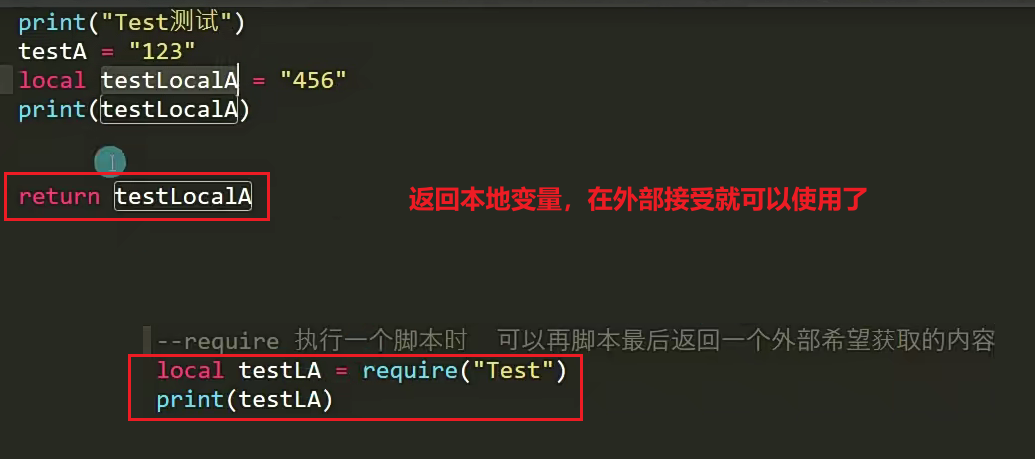 print("Test测试")
testA = "123"
local testLocalA = "456"
print(testLocalA)
return testLocalA
返回本地变量，在外部接受就可以使用了
--require 执行一个脚本时 可以再脚本最后返回一个外部希望获取的内容
local testLA = require("Test")
print(testLA)